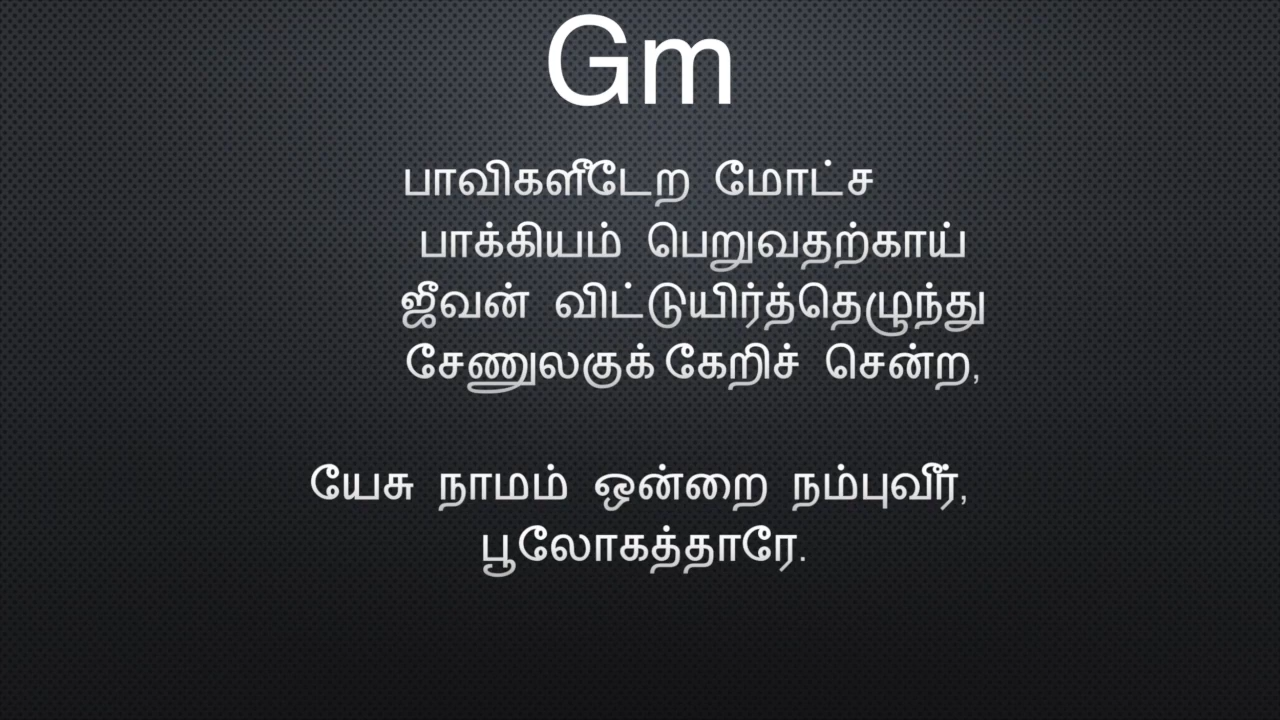 Gm
பாவிகளீடேற மோட்ச
பாக்கியம் பெறுவதற்காய்
ஜீவன் விட்டுயிர்த்தெழுந்து
சேணுலகுக் கேறிச் சென்ற,
யேசு நாமம் ஒன்றை நம்புவீர்,
பூலோகத்தாரே.